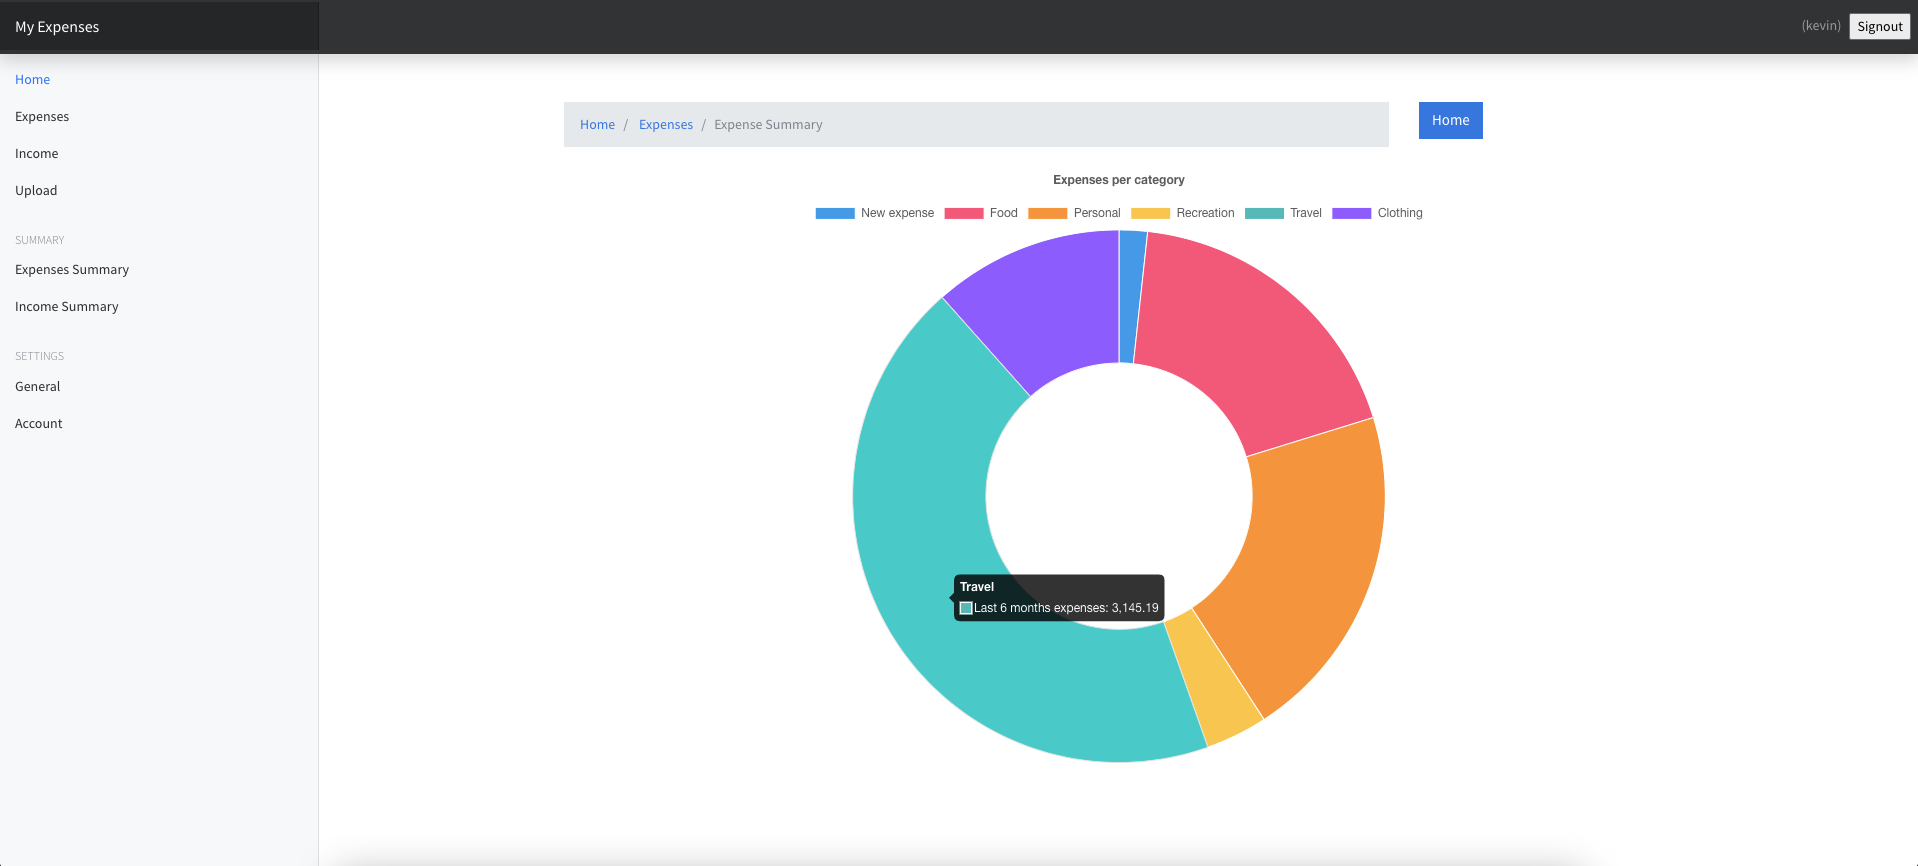 My Expenses
(kevin) Signout
Home
Expenses
Income
Upload
SUMMARY
Expenses Summary
Income Summary
SETTINGS
General
Account
Home / Expenses / Expense Summary
Home
Expenses per category
New expense Food Personal Recreation Travel Clothing
Travel
Last 6 months expenses: 3,145.19